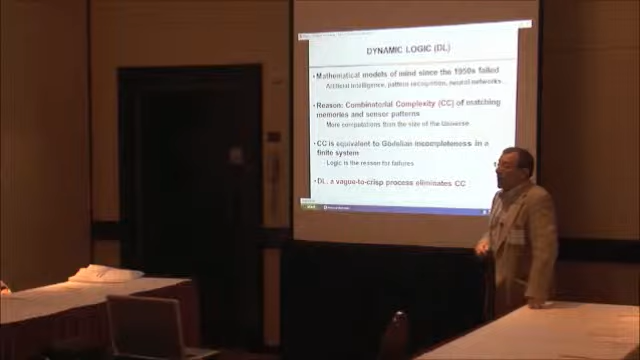 DYNAMIC LOGIC (DL)
• Mathematical models of mind since the 1950s failed
Artificial intelligence, pattern recognition, neural networks
• Reason: Combinatorial Complexity (CC) of matching
memories and sensor patterns
More computations than the size of the Universe
• CC is equivalent to Gödelian incompleteness in a
finite system
- Logic is the reason for failures
• DL: a vague-to-crisp process eliminates CC